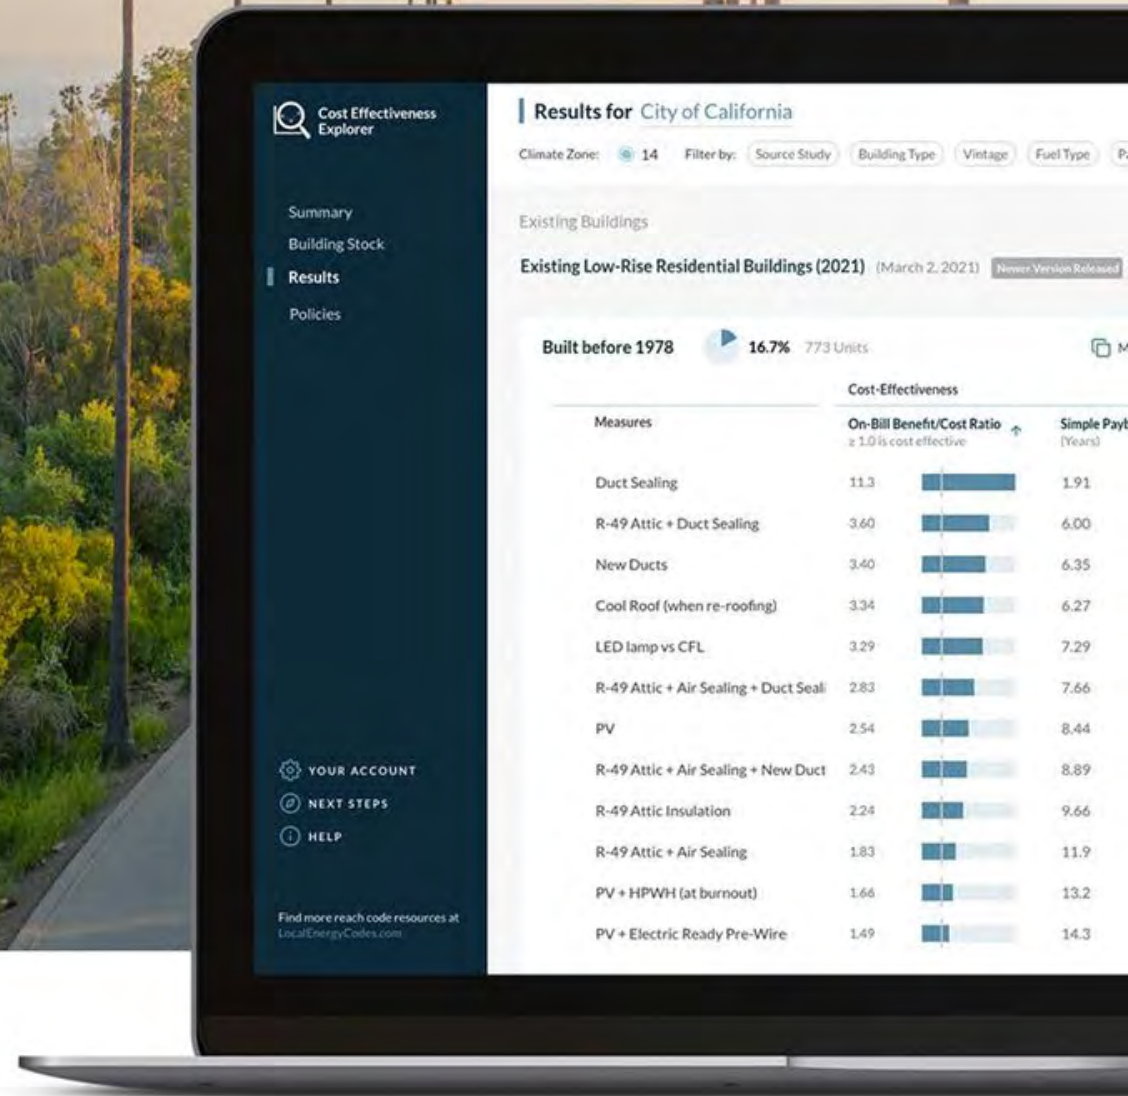 Cost Effectiveness
Explorer
Summary
Building Stock
Results
Policies
YOUR ACCOUNT
NEXT STEPS
HELP
Find more reach code resources at
LocalEnergyCodes.com
Results for City of California
Climate Zone: 14 Filter by: Source Study Building Type Vintage Fuel Type
Existing Buildings
Existing Low-Rise Residential Buildings (2021) (March 2, 2021) Newer Version Released
Built before 1978 16.7% 773 Units M
Cost-Effectiveness
Measures On-Bill Benefit/Cost Ratio Simple Payb
≥ 1.0 is cost effective (Years)
Duct Sealing 11.3 1.91
R-49 Attic + Duct Sealing 3.60 6.00
New Ducts 3.40 6.35
Cool Roof (when re-roofing) 3.34 6.27
LED lamp vs CFL 3.29 7.29
R-49 Attic + Air Sealing + Duct Seali 2.83 7.66
PV 2.54 8.44
R-49 Attic + Air Sealing + New Duct 2.43 8.89
R-49 Attic Insulation 2.24 9.66
R-49 Attic + Air Sealing 1.83 11.9
PV + HPWH (at burnout) 1.66 13.2
PV + Electric Ready Pre-Wire 1.49 14.3